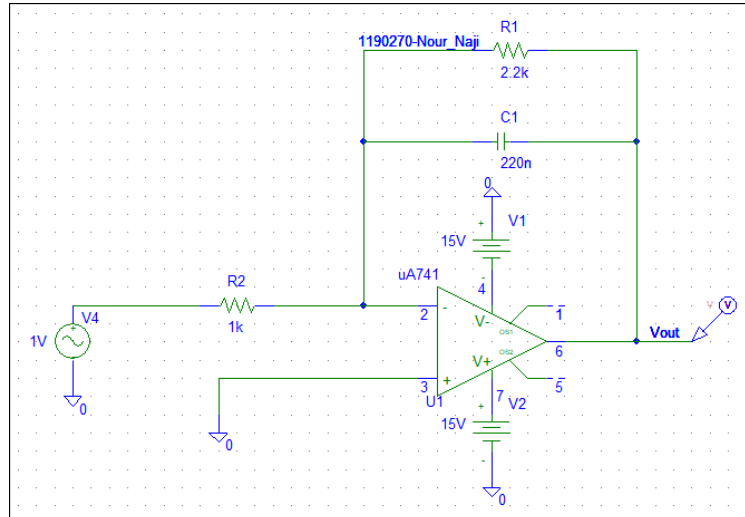 R1
1190270-Nour_Naji
2.2k
C1
220n
0
+
V1
15V
-
uA741
4
R2
V
V
V4
+
2
-
V-
OS1
1
1k
1V
Vout
6
OS2
V+
3
+
5
U1
7
V2
0
+
15V
0
-
0